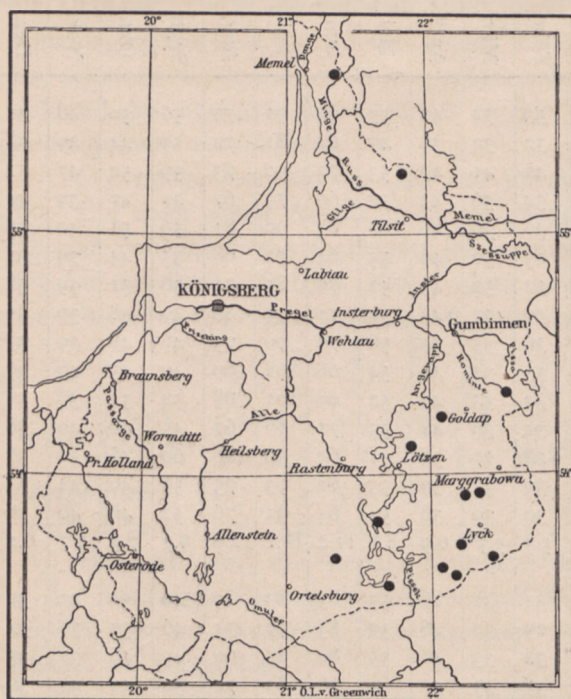 20° 21° 22°
Memel
Dange
Minge
Russ
Gilge
Tilsit
Memel
55°
Szeszuppe
Labiau
Inster
KÖNIGSBERG
Pregel
Insterburg
Gumbinnen
Wehlau
Frisching
Angerapp
Pissa
Rominte
Braunsberg
Passarge
Alle
Goldap
Wormditt
Heilsberg
Pr. Holland
Rastenburg
Lötzen
Marggrabowa
Allenstein
Lyck
Osterode
Pissek
Ortelsburg
Omulef
20° 21° O.L.v. Greenwich 22°